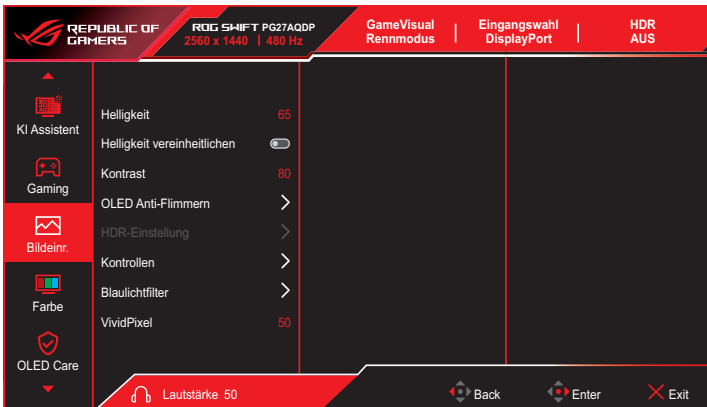 REPUBLIC OF
GAMERS
ROG SWIFT PG27AQDP
2560 x 1440 | 480 Hz
GameVisual
Rennmodus
Eingangswahl
DisplayPort
HDR
AUS
KI Assistent
Gaming
Bildeinr.
Farbe
OLED Care
Helligkeit 65
Helligkeit vereinheitlichen
Kontrast 80
OLED Anti-Flimmern
HDR-Einstellung
Kontrollen
Blaulichtfilter
VividPixel 50
Lautstärke 50
Back
Enter
Exit